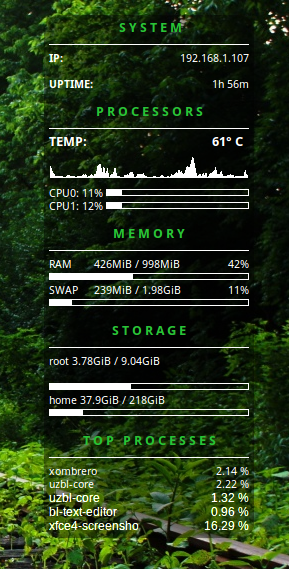 SYSTEM
IP: 192.168.1.107
UPTIME: 1h 56m
PROCESSORS
TEMP: 61° C
CPU0: 11%
CPU1: 12%
MEMORY
RAM 426MiB / 998MiB 42%
SWAP 239MiB / 1.98GiB 11%
STORAGE
root 3.78GiB / 9.04GiB
home 37.9GiB / 218GiB
TOP PROCESSES
xombrero 2.14 %
uzbl-core 2.22 %
uzbl-core 1.32 %
bl-text-editor 0.96 %
xfce4-screensho 16.29 %